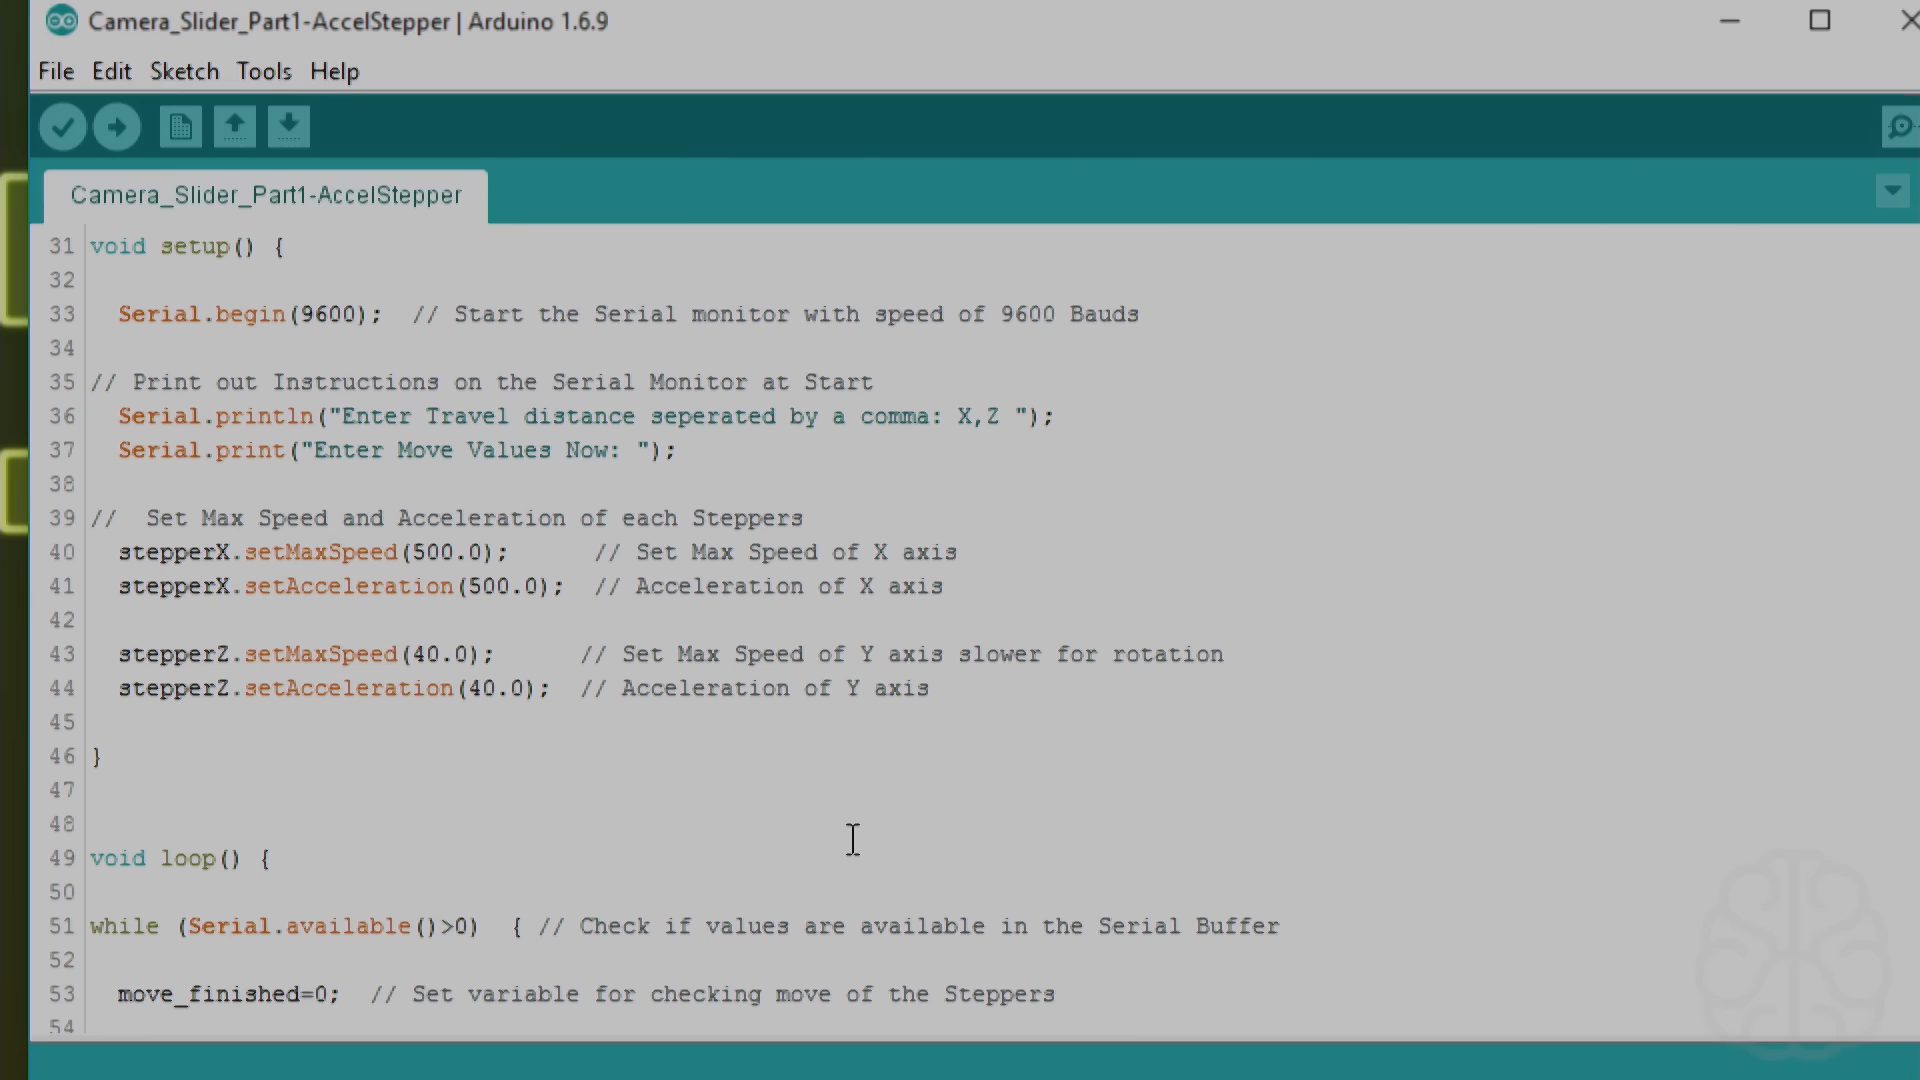 Camera_Slider_Part1-AccelStepper | Arduino 1.6.9
File Edit Sketch Tools Help
Camera_Slider_Part1-AccelStepper
31 void setup() {
32
33 Serial.begin(9600); // Start the Serial monitor with speed of 9600 Bauds
34
35 // Print out Instructions on the Serial Monitor at Start
36 Serial.println("Enter Travel distance seperated by a comma: X,Z ");
37 Serial.print("Enter Move Values Now: ");
38
39 // Set Max Speed and Acceleration of each Steppers
40 stepperX.setMaxSpeed(500.0); // Set Max Speed of X axis
41 stepperX.setAcceleration(500.0); // Acceleration of X axis
42
43 stepperZ.setMaxSpeed(40.0); // Set Max Speed of Y axis slower for rotation
44 stepperZ.setAcceleration(40.0); // Acceleration of Y axis
45
46 }
47
48
49 void loop() {
50
51 while (Serial.available()>0) { // Check if values are available in the Serial Buffer
52
53 move_finished=0; // Set variable for checking move of the Steppers
54